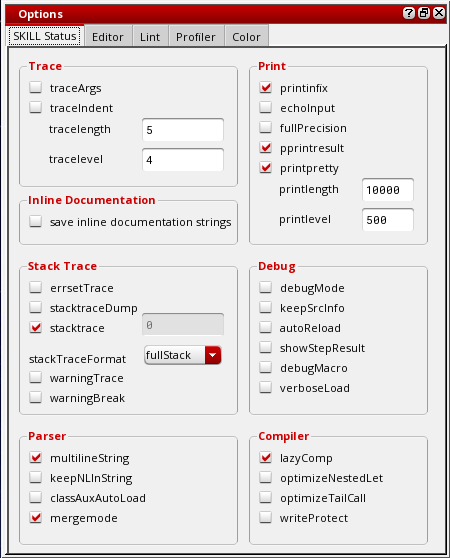 Options
SKILL Status Editor Lint Profiler Color
Trace
traceArgs
traceIndent
tracelength 5
tracelevel 4
Inline Documentation
save inline documentation strings
Print
printinfix
echoInput
fullPrecision
pprintresult
printpretty
printlength 10000
printlevel 500
Stack Trace
errsetTrace
stacktraceDump
stacktrace 0
stackTraceFormat fullStack
warningTrace
warningBreak
Debug
debugMode
keepSrcInfo
autoReload
showStepResult
debugMacro
verboseLoad
Parser
multilineString
keepNLInString
classAuxAutoLoad
mergemode
Compiler
lazyComp
optimizeNestedLet
optimizeTailCall
writeProtect